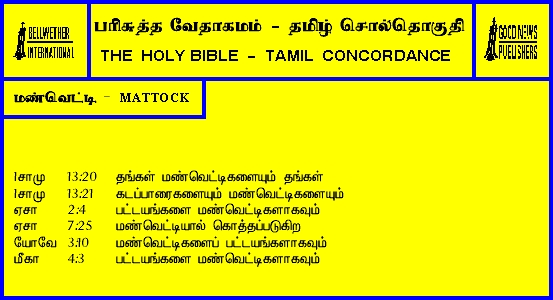 BELLWETHER
INTERNATIONAL
பரிசுத்த வேதாகமம் - தமிழ் சொல்தொகுதி
THE HOLY BIBLE - TAMIL CONCORDANCE
GOOD NEWS
PUBLISHERS
மண்வெட்டி - MATTOCK
1சாமு 13:20 தங்கள் மண்வெட்டிகளையும் தங்கள்
1சாமு 13:21 கடப்பாரைகளையும் மண்வெட்டிகளையும்
ஏசா 2:4 பட்டயங்களை மண்வெட்டிகளாகவும்
ஏசா 7:25 மண்வெட்டியால் கொத்தப்படுகிற
யோவே 3:10 மண்வெட்டிகளைப் பட்டயங்களாகவும்
மீகா 4:3 பட்டயங்களை மண்வெட்டிகளாகவும்